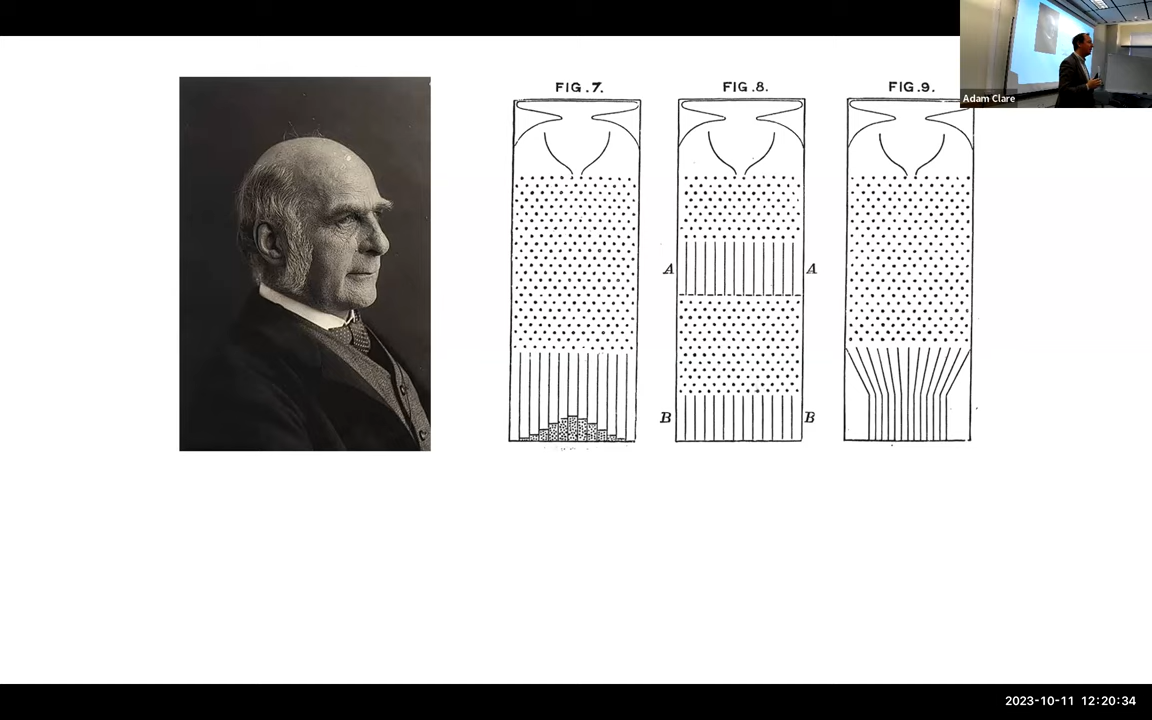 FIG.7.
FIG.8.
FIG.9.
Adam Clare
A
A
B
B
2023-10-11 12:20:34